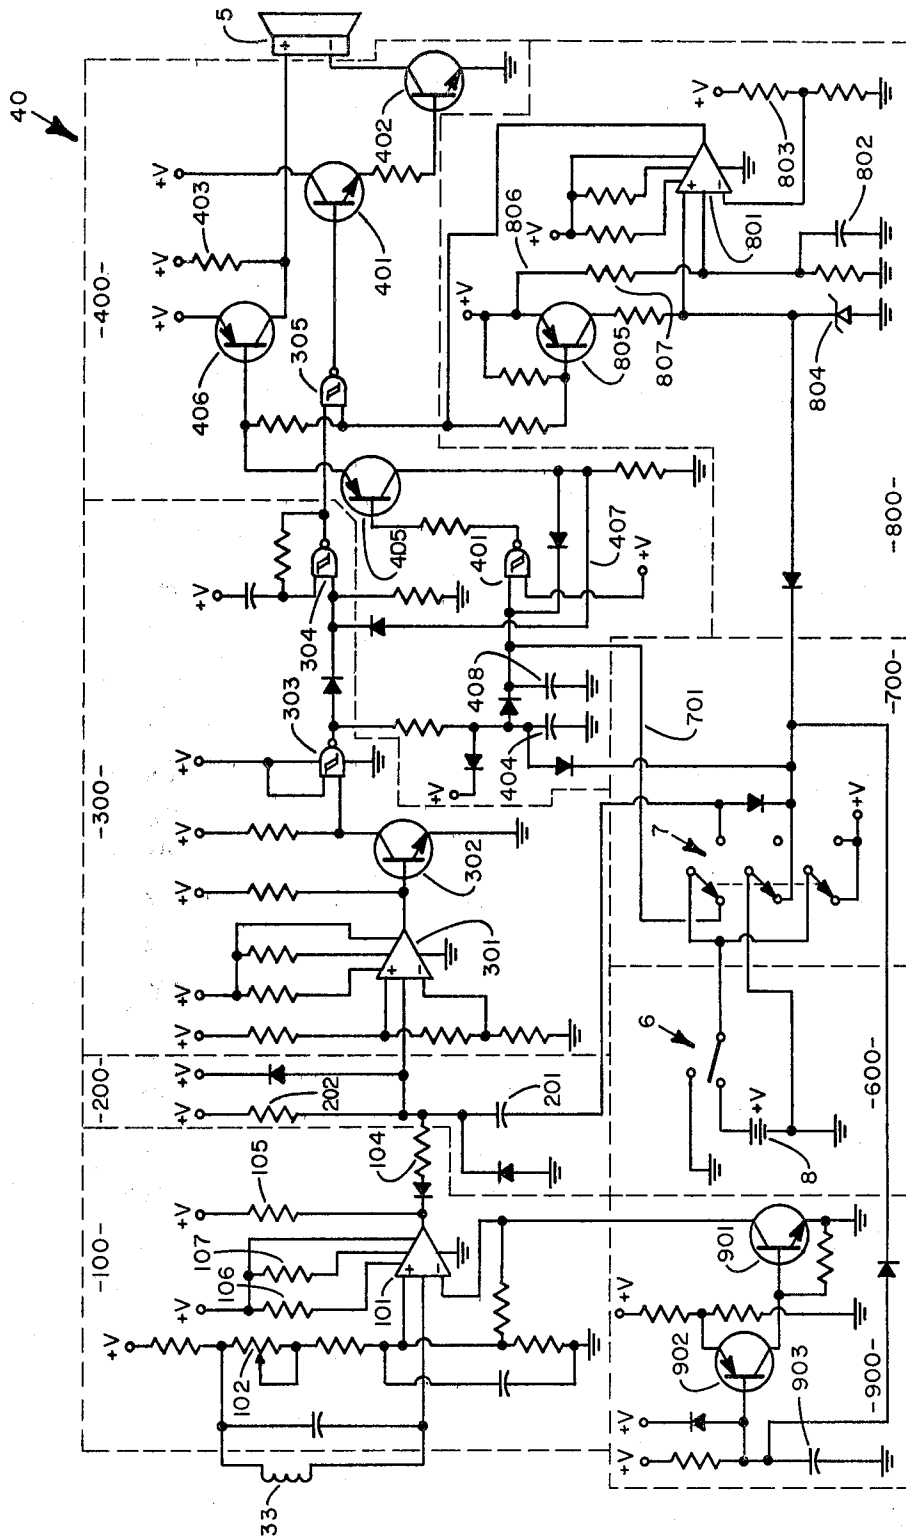 40
-100-
-200-
-300-
-400-
+V
+V
+V
+V
+V
+V
+V
+V
+V
+V
+V
+V
+V
+V
403
5
+
-
106
107
105
202
102
406
303
304
305
33
101
+
-
104
301
+
-
302
405
401
402
201
404
408
401
407
+V
+V
+V
+V
806
+V
805
807
801
+
-
803
802
804
701
+V
+V
+V
902
901
903
6
7
8
+V
+V
-900-
-600-
-700-
-800-